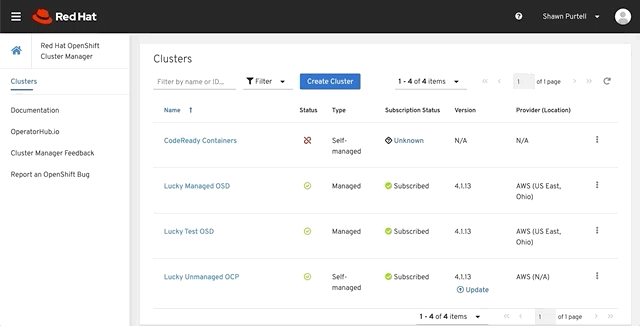 Red Hat
Shawn Purtell
Red Hat OpenShift
Cluster Manager
Clusters
Documentation
OperatorHub.io
Cluster Manager Feedback
Report an OpenShift Bug
Clusters
Filter by name or ID...
Filter
Create Cluster
1 - 4 of 4 items
1 of 1 page
Name Status Type Subscription Status Version Provider (Location)
CodeReady Containers Self-
managed Unknown N/A N/A
Lucky Managed OSD Managed Subscribed 4.1.13 AWS (US East,
Ohio)
Lucky Test OSD Managed Subscribed 4.1.13 AWS (US East,
Ohio)
Lucky Unmanaged OCP Self-
managed Subscribed 4.1.13 AWS (N/A)
Update
1 - 4 of 4 items
1 of 1 page